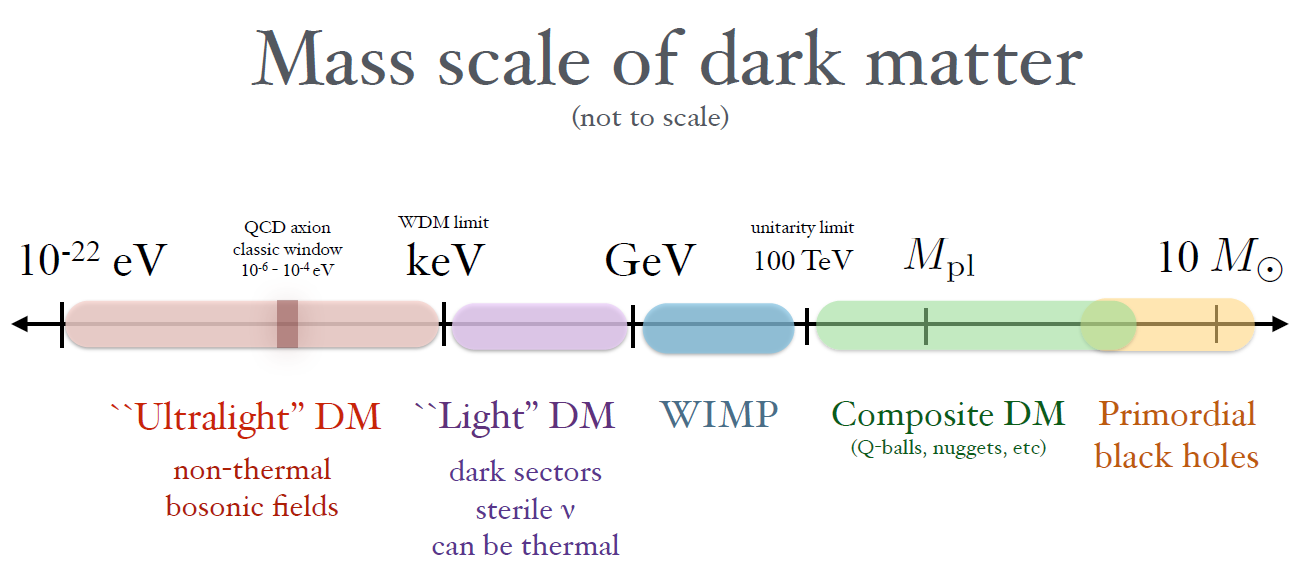 Mass scale of dark matter
(not to scale)
10⁻²² eV
QCD axion
classic window
10⁻⁶ - 10⁻⁴ eV
WDM limit
keV
GeV
unitarity limit
100 TeV
Mpl
10 M☉
``Ultralight” DM
non-thermal
bosonic fields
``Light” DM
dark sectors
sterile ν
can be thermal
WIMP
Composite DM
(Q-balls, nuggets, etc)
Primordial
black holes